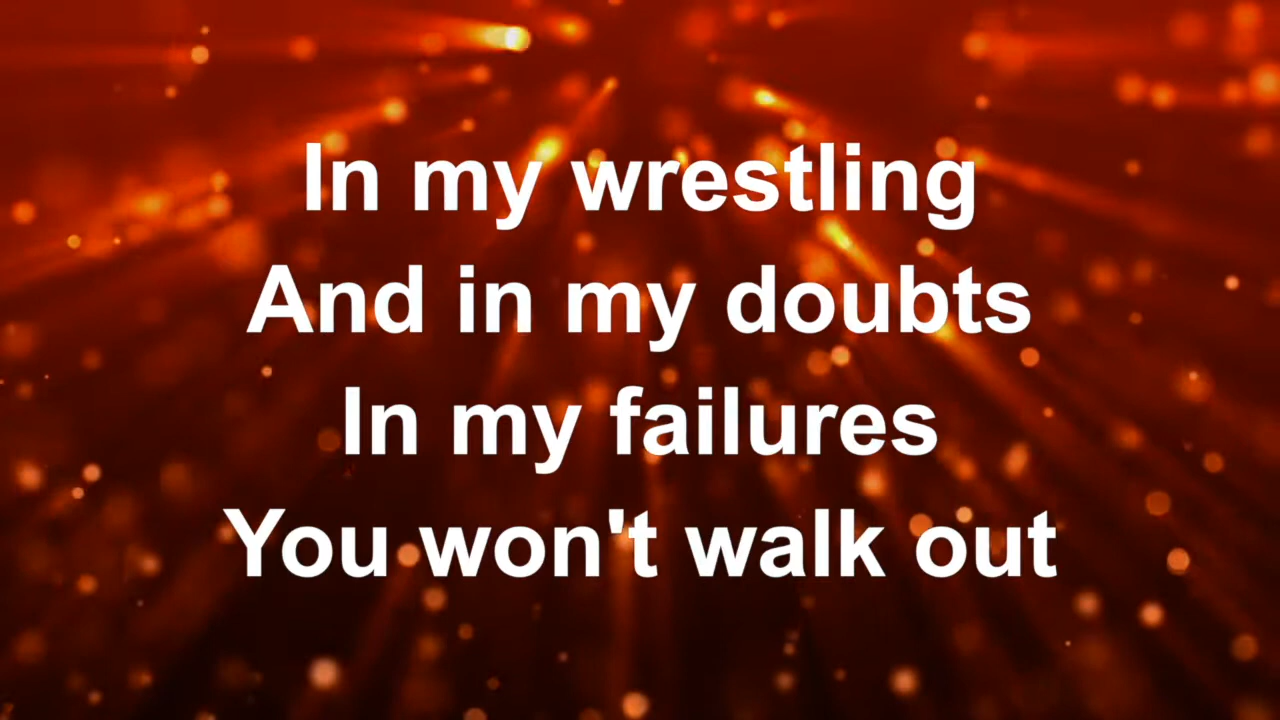 In my wrestling
And in my doubts
In my failures
You won't walk out